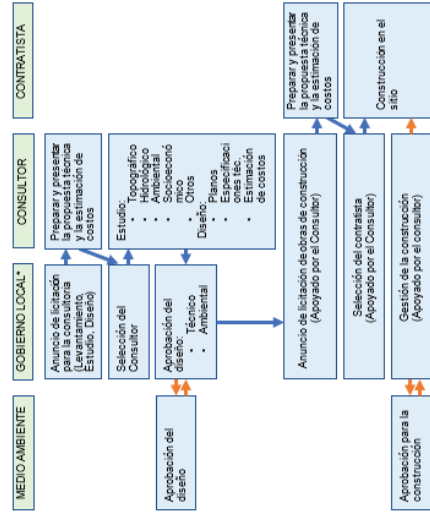 MEDIO AMBIENTE
GOBIERNO LOCAL*
CONSULTOR
CONTRATISTA
Anuncio de licitación
para la consultoría
(Levantamiento,
Estudio, Diseño)
Preparar y presentar
la propuesta técnica
y la estimación de
costos
Selección del
Consultor
Estudio:
• Topográfico
• Hidrológico
• Ambiental
• Socioeconó
mico
• Otros
Diseño:
• Planos
• Especificaci
ones téc.
• Estimación
de costos
Aprobación del
diseño
Aprobación del
diseño:
• Técnico
• Ambiental
Anuncio de licitación de obras de construcción
(Apoyado por el Consultor)
Preparar y presentar
la propuesta técnica
y la estimación de
costos
Selección del contratista
(Apoyado por el Consultor)
Aprobación para la
construcción
Gestión de la construcción
(Apoyado por el Consultor)
Construcción en el
sitio